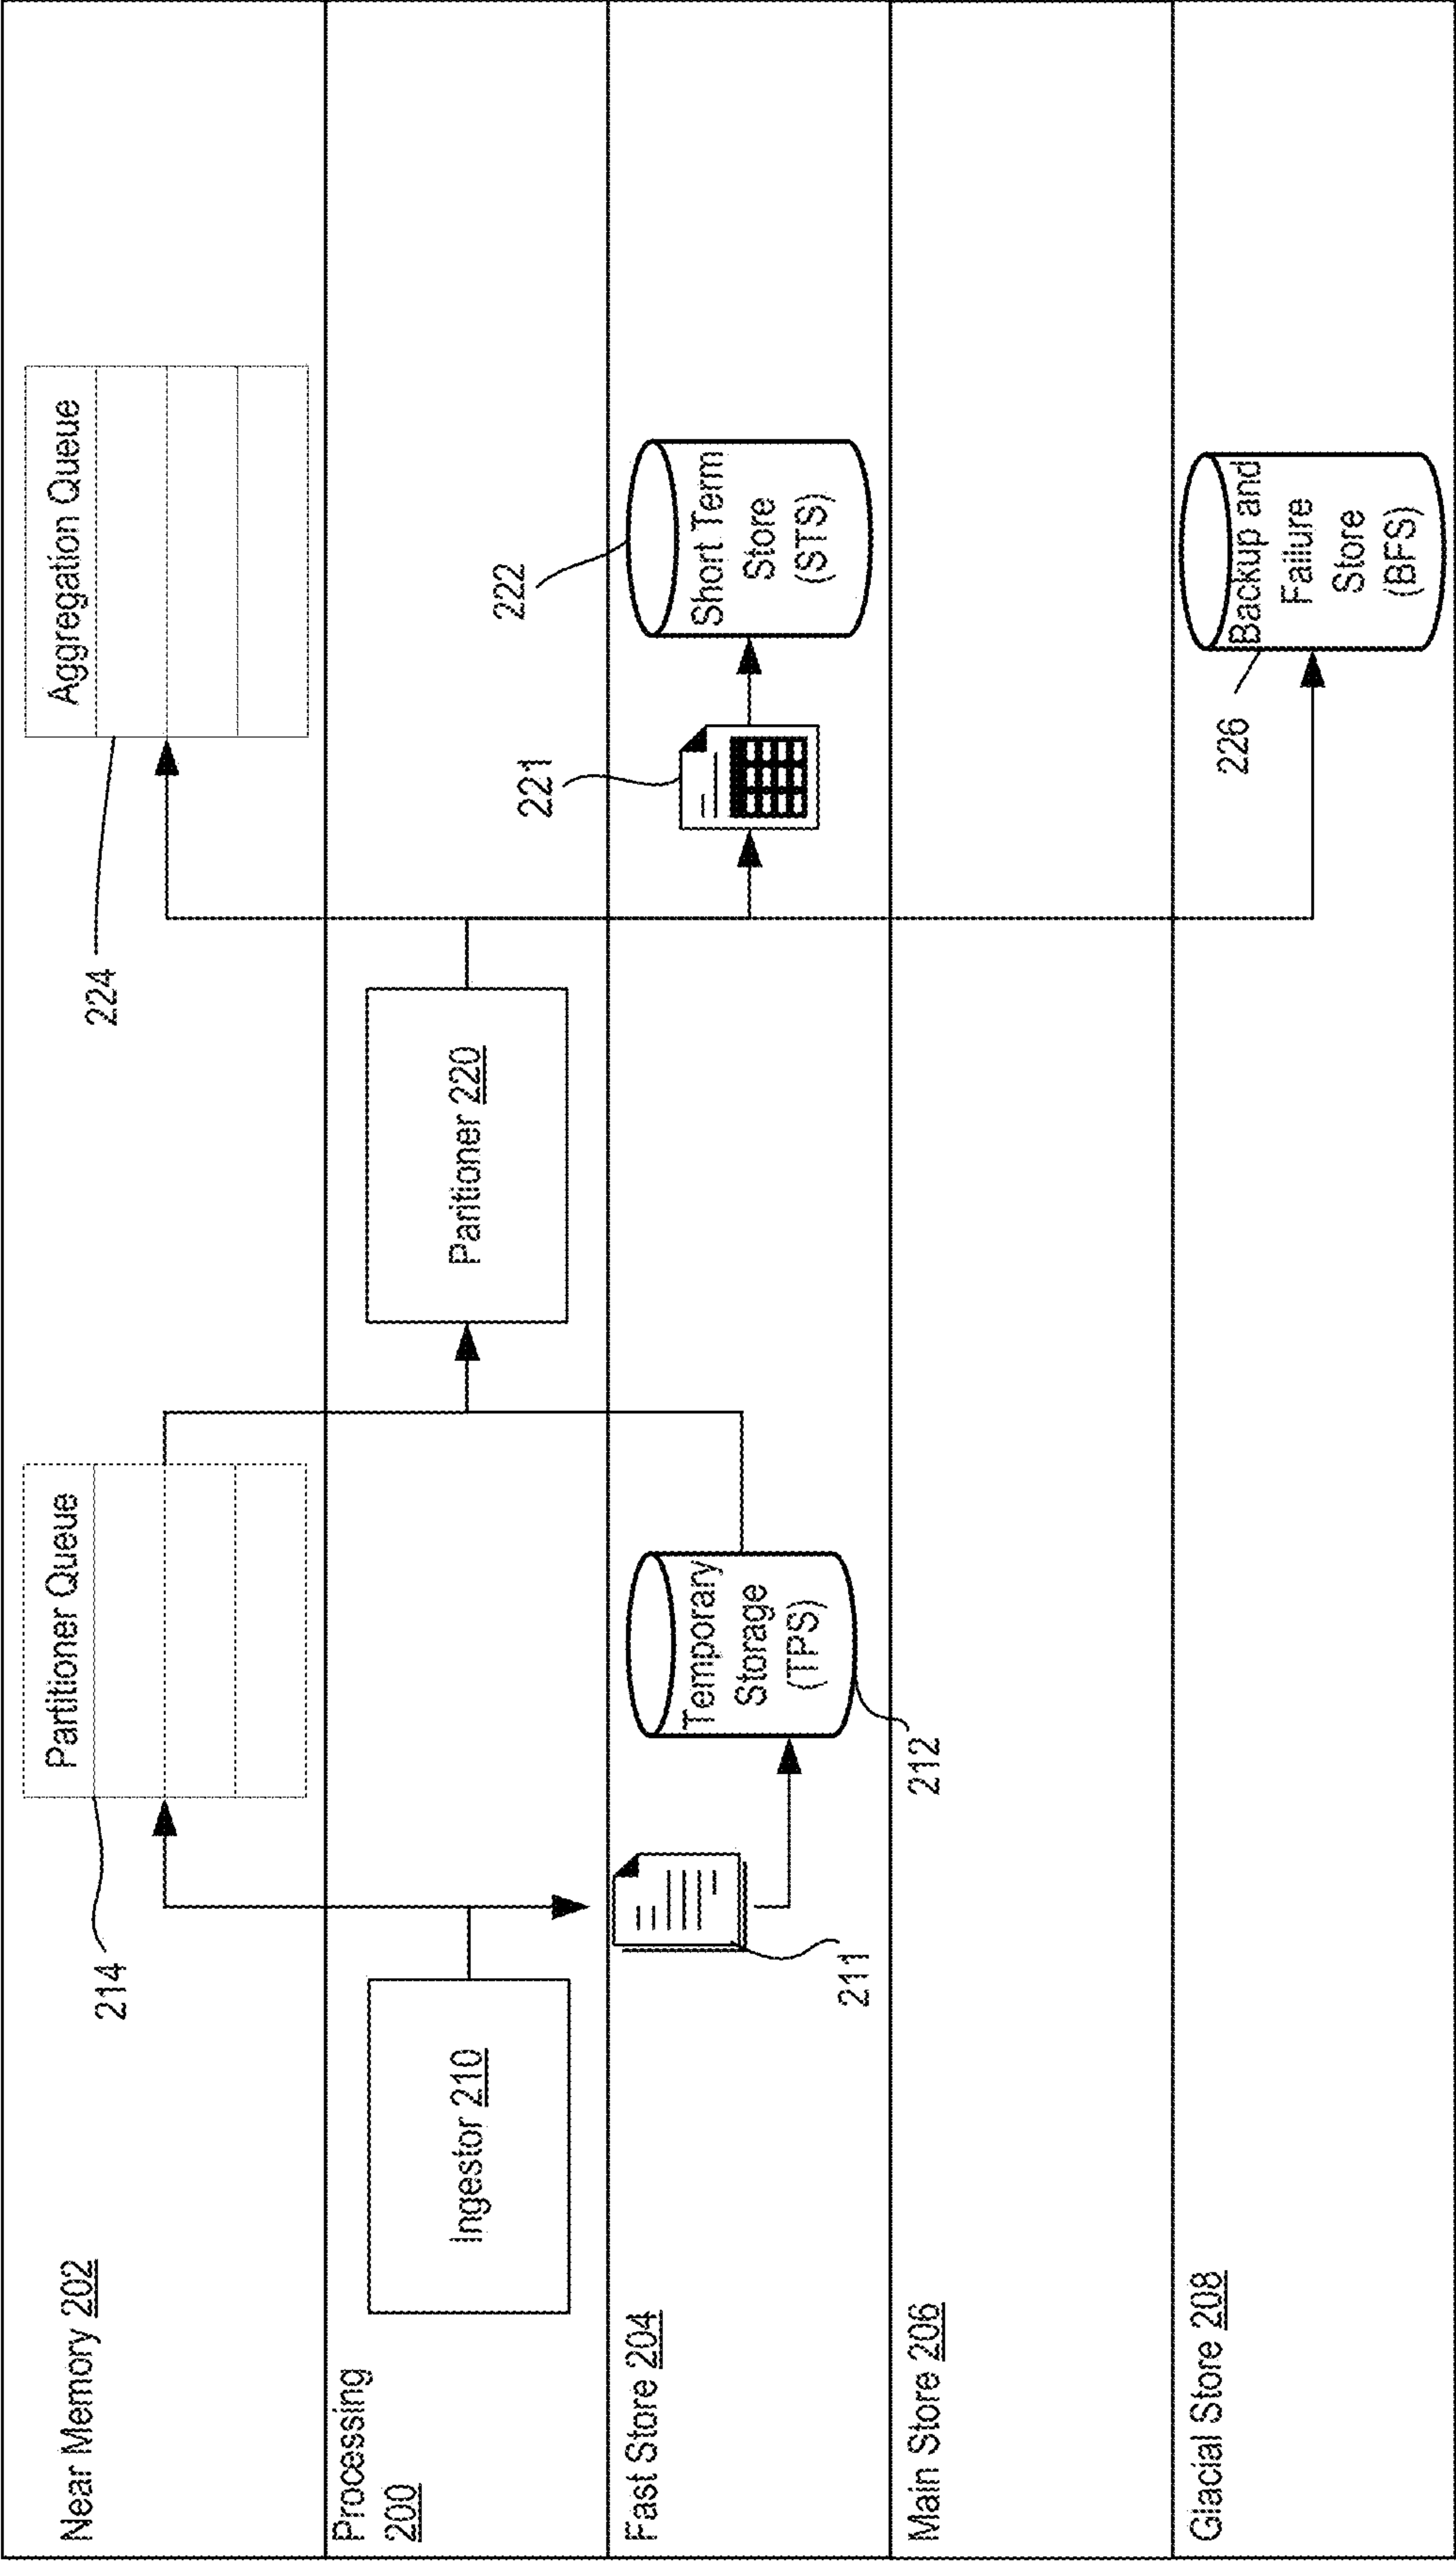 Near Memory 202
214
Partitioner Queue
224
Aggregation Queue
Processing
200
Ingestor 210
Paritioner 220
Fast Store 204
211
Temporary
Storage
(TPS)
212
221
222
Short Term
Store
(STS)
Main Store 206
Glacial Store 208
226
Backup and
Failure
Store
(BFS)